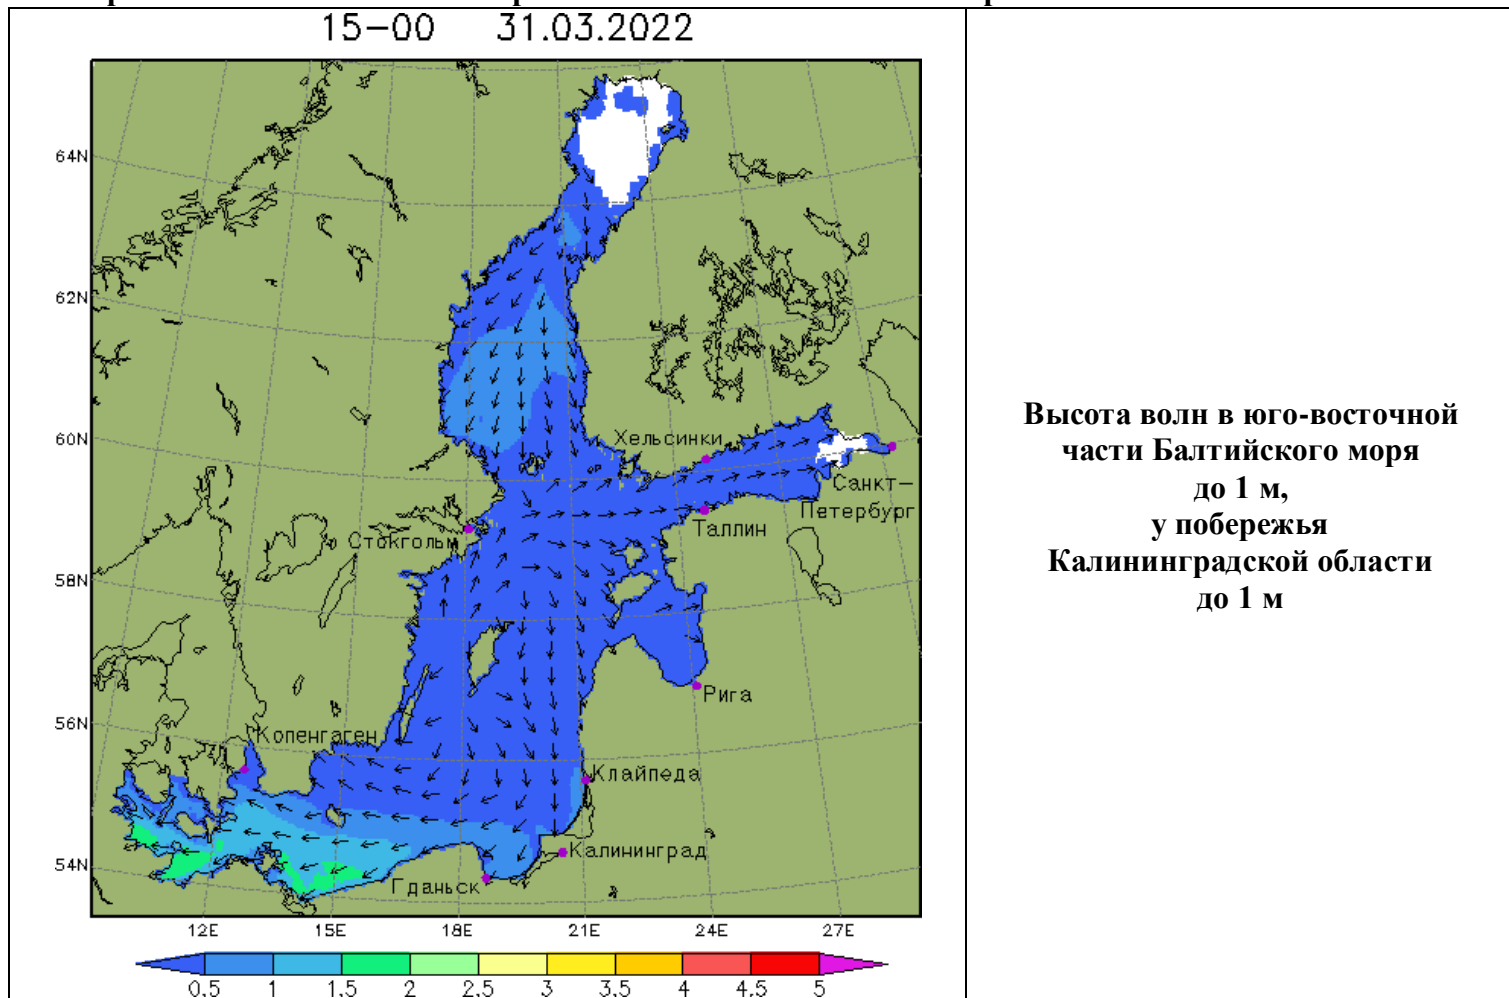 15-00 31.03.2022
64N
62N
60N
58N
56N
54N
Хельсинки
Санкт-
Петербург
Таллин
Стокгольм
Рига
Копенгаген
Клайпеда
Калининград
Гданьск
12E 15E 18E 21E 24E 27E
0.5 1 1.5 2 2.5 3 3.5 4 4.5 5
Высота волн в юго-восточной
части Балтийского моря
до 1 м,
у побережья
Калининградской области
до 1 м